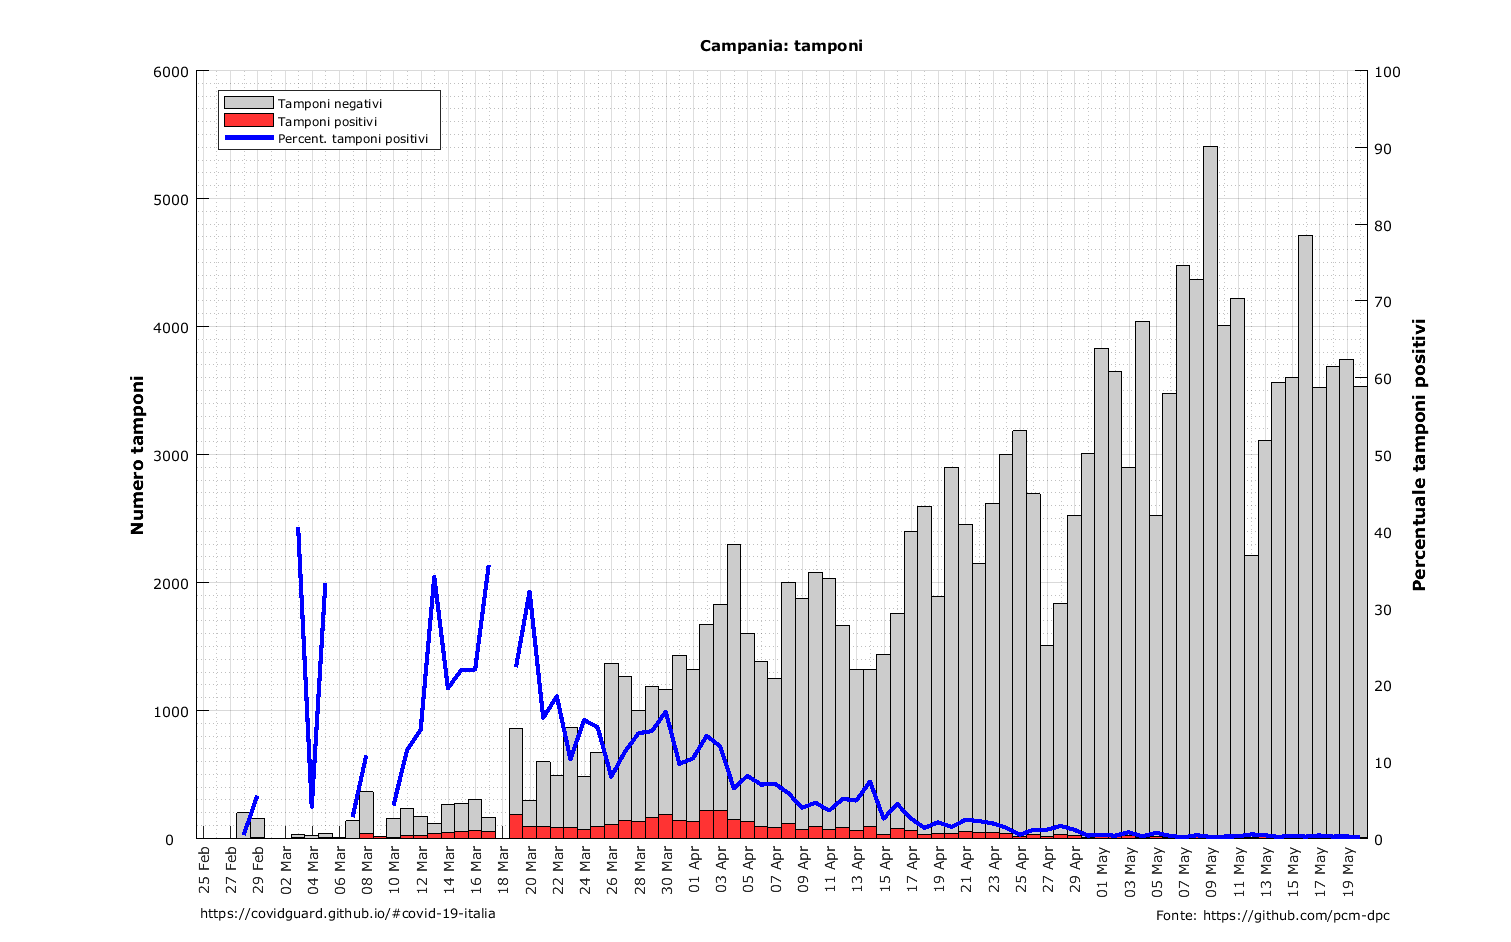 Campania: tamponi
6000
5000
4000
3000
2000
1000
0
Numero tamponi
Tamponi negativi
Tamponi positivi
Percent. tamponi positivi
100
90
80
70
60
50
40
30
20
10
0
Percentuale tamponi positivi
25 Feb
27 Feb
29 Feb
02 Mar
04 Mar
06 Mar
08 Mar
10 Mar
12 Mar
14 Mar
16 Mar
18 Mar
20 Mar
22 Mar
24 Mar
26 Mar
28 Mar
30 Mar
01 Apr
03 Apr
05 Apr
07 Apr
09 Apr
11 Apr
13 Apr
15 Apr
17 Apr
19 Apr
21 Apr
23 Apr
25 Apr
27 Apr
29 Apr
01 May
03 May
05 May
07 May
09 May
11 May
13 May
15 May
17 May
19 May
https://covidguard.github.io/#covid-19-italia
Fonte: https://github.com/pcm-dpc